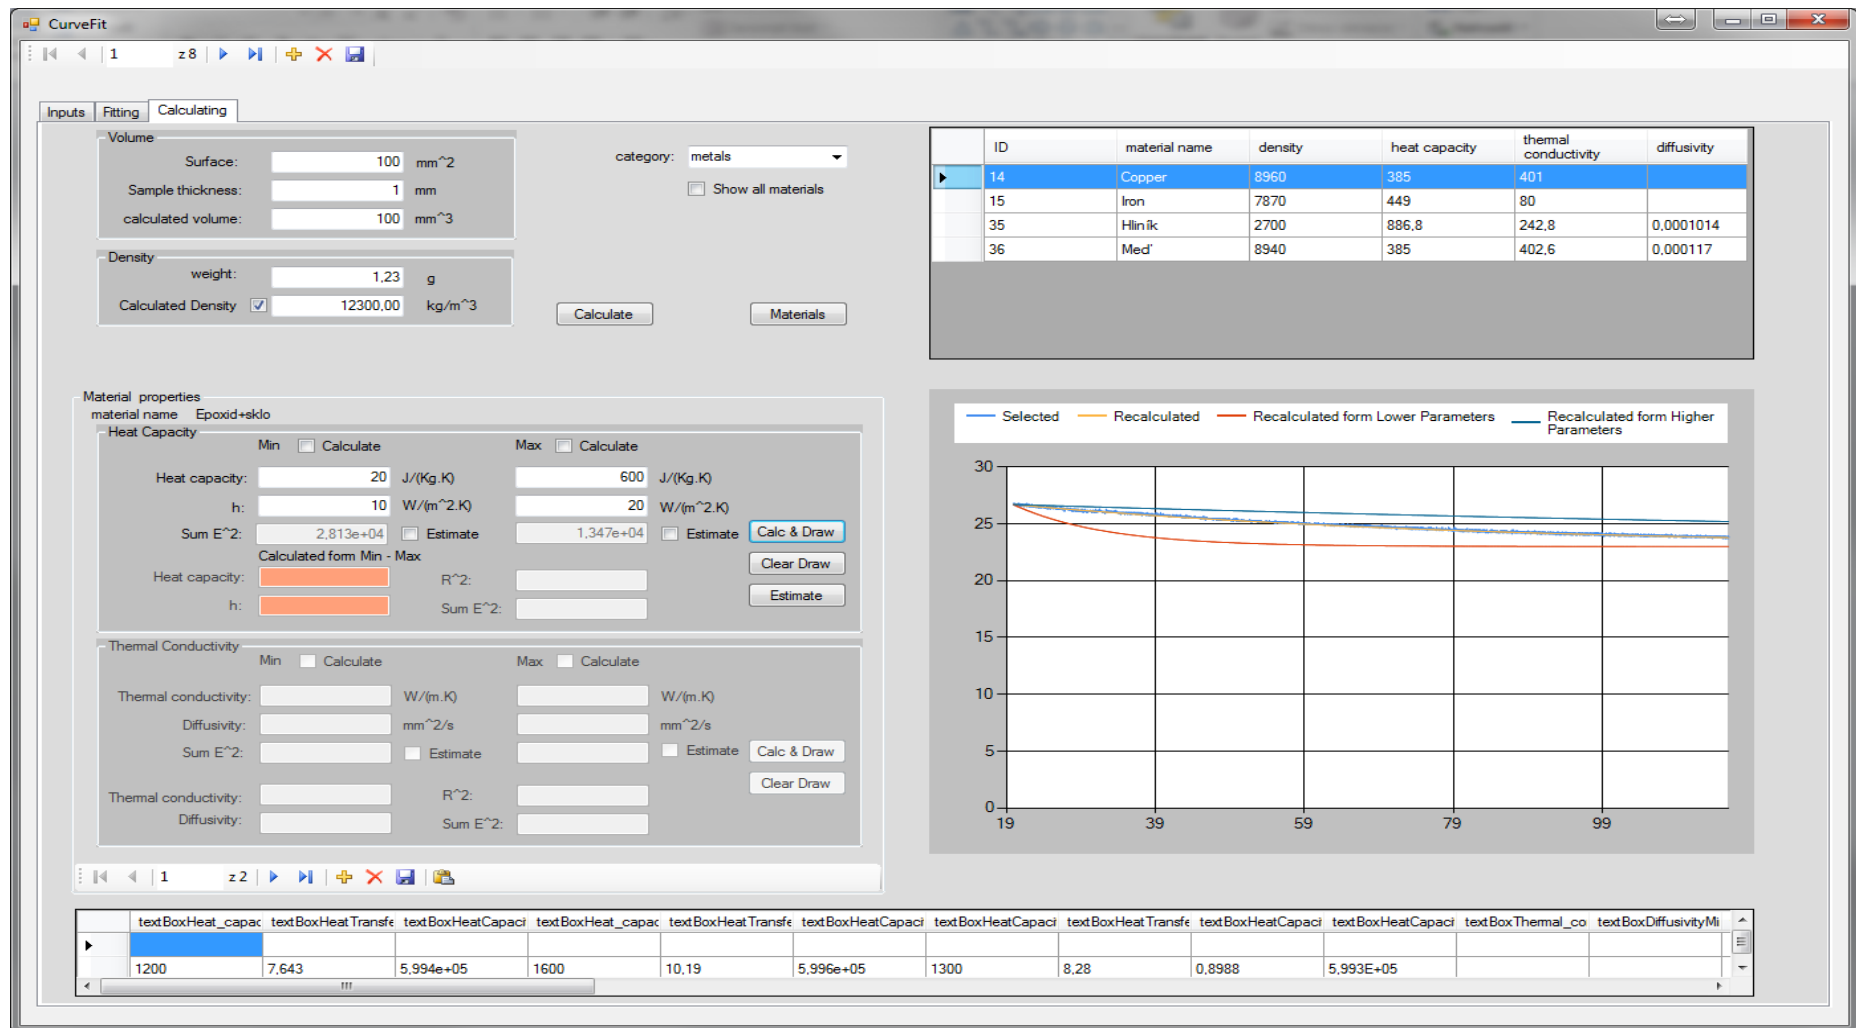 CurveFit
1 z 8
Inputs Fitting Calculating
Volume
Surface: 100 mm^2
Sample thickness: 1 mm
calculated volume: 100 mm^3
Density
weight: 1,23 g
Calculated Density 12300,00 kg/m^3
category: metals
Show all materials
Calculate Materials
ID material name density heat capacity thermal conductivity diffusivity
14 Copper 8960 385 401
15 Iron 7870 449 80
35 Hliník 2700 886,8 242,8 0,0001014
36 Med' 8940 385 402,6 0,000117
Material properties
material name Epoxid+sklo
Heat Capacity
Min Calculate Max Calculate
Heat capacity: 20 J/(Kg.K) 600 J/(Kg.K)
h: 10 W/(m^2.K) 20 W/(m^2.K)
Sum E^2: 2,813e+04 Estimate 1,347e+04 Estimate Calc & Draw
Calculated form Min - Max
Clear Draw
Heat capacity: R^2:
Estimate
h: Sum E^2:
Thermal Conductivity
Min Calculate Max Calculate
Thermal conductivity: W/(m.K) W/(m.K)
Diffusivity: mm^2/s mm^2/s
Sum E^2: Estimate Estimate Calc & Draw
Clear Draw
Thermal conductivity: R^2:
Diffusivity: Sum E^2:
1 z 2
Selected Recalculated Recalculated form Lower Parameters Recalculated form Higher
Parameters
30
25
20
15
10
5
0
19 39 59 79 99
textBoxHeat_capac textBoxHeatTransfe textBoxHeatCapaci textBoxHeat_capac textBoxHeatTransfe textBoxHeatCapaci textBoxHeatCapaci textBoxHeatTransfe textBoxHeatCapaci textBoxHeatCapaci textBoxThermal_co textBoxDiffusivityMi
1200 7,643 5,994e+05 1600 10,19 5,996e+05 1300 8,28 0,8988 5,993E+05